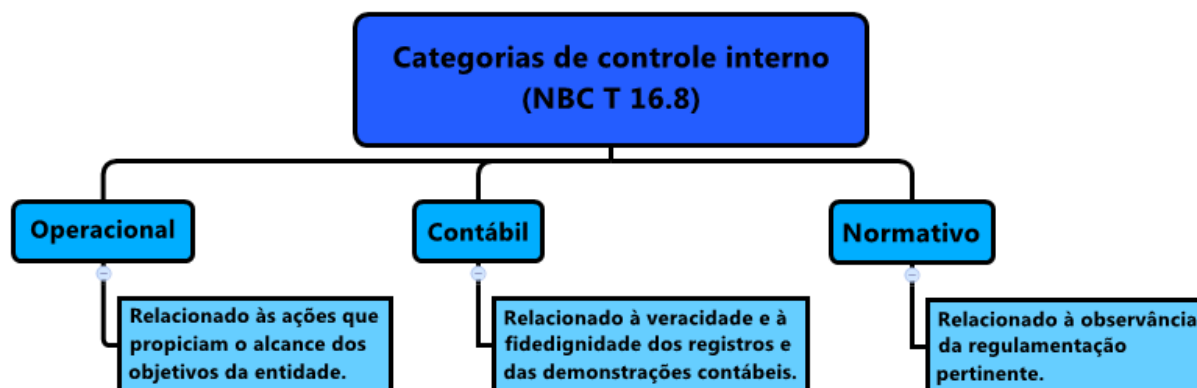 Categorias de controle interno
(NBC T 16.8)
Operacional
Contábil
Normativo
Relacionado às ações que
propiciam o alcance dos
objetivos da entidade.
Relacionado à veracidade e à
fidedignidade dos registros e
das demonstrações contábeis.
Relacionado à observância
da regulamentação
pertinente.